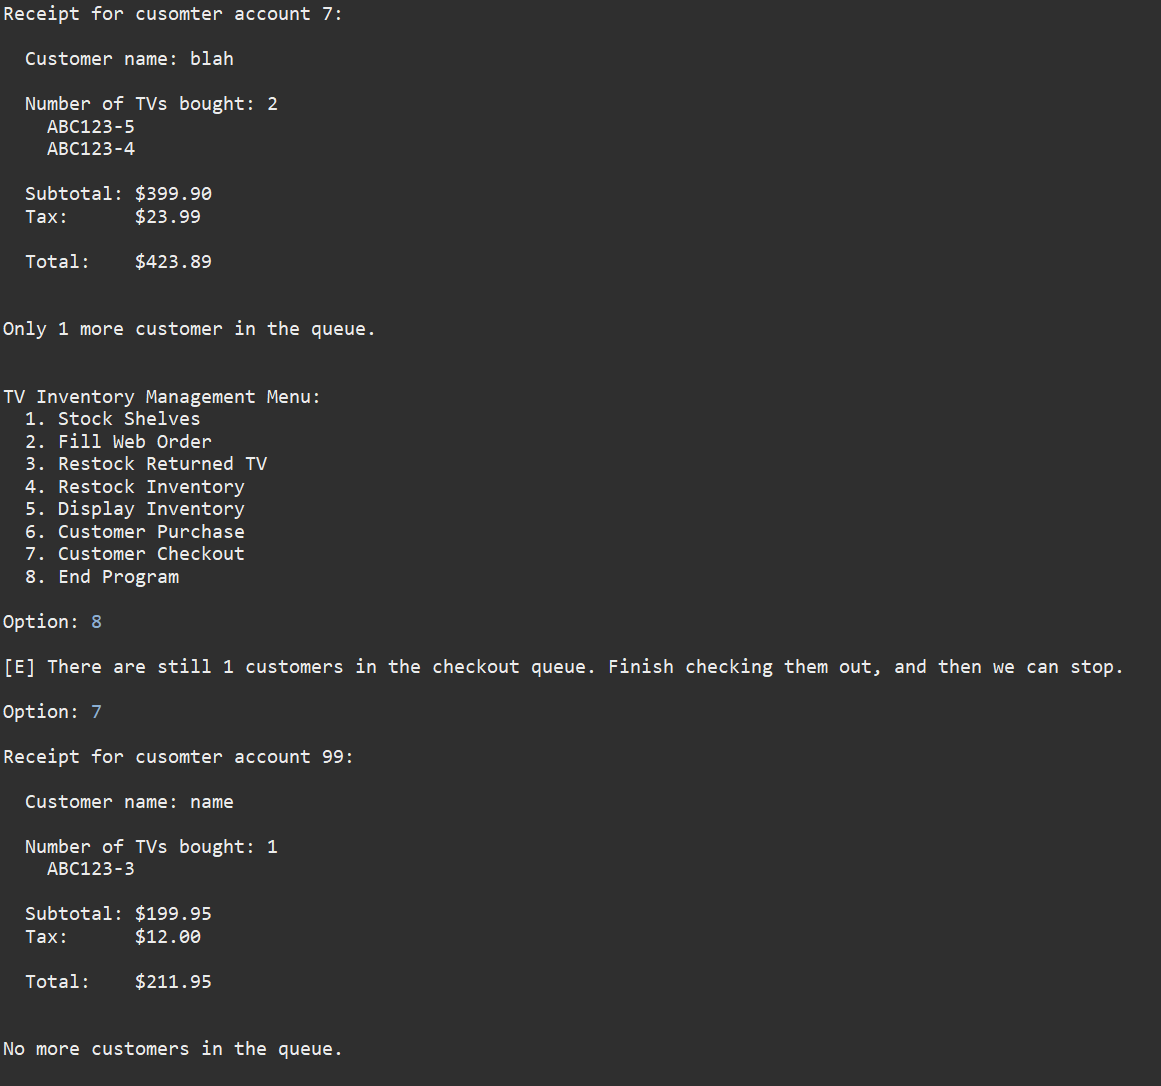 Receipt for cusomter account 7:
Customer name: blah
Number of TVs bought: 2
ABC123-5
ABC123-4
Subtotal: $399.90
Tax: $23.99
Total: $423.89
Only 1 more customer in the queue.
TV Inventory Management Menu:
1. Stock Shelves
2. Fill Web Order
3. Restock Returned TV
4. Restock Inventory
5. Display Inventory
6. Customer Purchase
7. Customer Checkout
8. End Program
Option: 8
[E] There are still 1 customers in the checkout queue. Finish checking them out, and then we can stop.
Option: 7
Receipt for cusomter account 99:
Customer name: name
Number of TVs bought: 1
ABC123-3
Subtotal: $199.95
Tax: $12.00
Total: $211.95
No more customers in the queue.